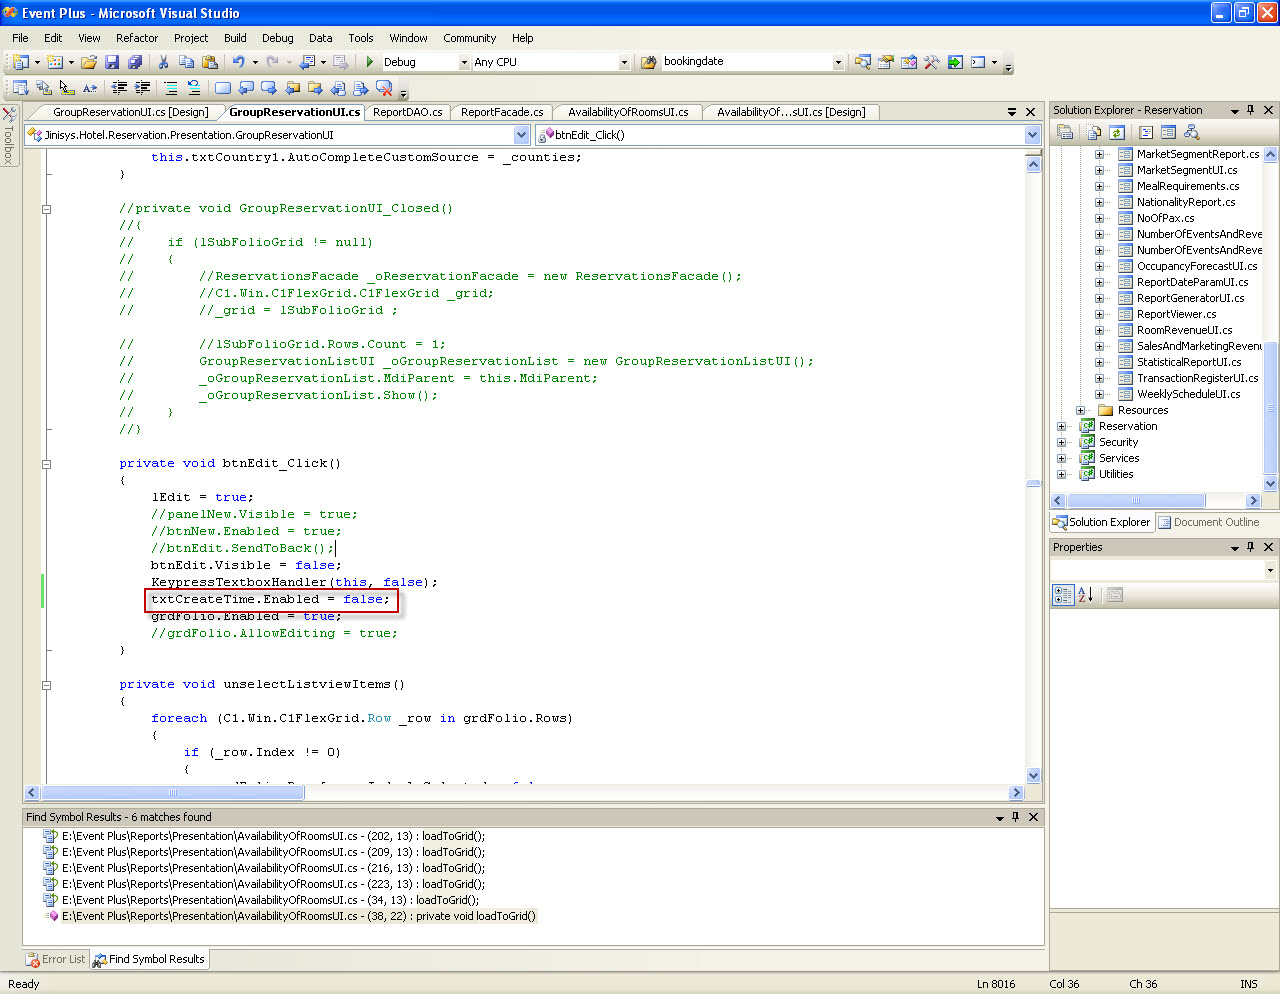 Event Plus - Microsoft Visual Studio
File Edit View Refactor Project Build Debug Data Tools Window Community Help
Debug Any CPU bookingdate
GroupReservationUI.cs [Design] GroupReservationUI.cs ReportDAO.cs ReportFacade.cs AvailabilityOfRoomsUI.cs AvailabilityOf...sUI.cs [Design]
Toolbox
Jinisys.Hotel.Reservation.Presentation.GroupReservationUI btnEdit_Click()
this.txtCountry1.AutoCompleteCustomSource = _counties;
}
//private void GroupReservationUI_Closed()
//{
// if (lSubFolioGrid != null)
// {
// //ReservationsFacade _oReservationFacade = new ReservationsFacade();
// //C1.Win.C1FlexGrid.C1FlexGrid _grid;
// //_grid = lSubFolioGrid ;
// //lSubFolioGrid.Rows.Count = 1;
// GroupReservationListUI _oGroupReservationList = new GroupReservationListUI();
// _oGroupReservationList.MdiParent = this.MdiParent;
// _oGroupReservationList.Show();
// }
//}
private void btnEdit_Click()
{
lEdit = true;
//panelNew.Visible = true;
//btnNew.Enabled = true;
//btnEdit.SendToBack();
btnEdit.Visible = false;
KeypressTextboxHandler(this, false);
txtCreateTime.Enabled = false;
grdFolio.Enabled = true;
//grdFolio.AllowEditing = true;
}
private void unselectListviewItems()
{
foreach (C1.Win.C1FlexGrid.Row _row in grdFolio.Rows)
{
if (_row.Index != 0)
{
Solution Explorer - Reservation
MarketSegmentReport.cs
MarketSegmentUI.cs
MealRequirements.cs
NationalityReport.cs
NoOfPax.cs
NumberOfEventsAndReve
NumberOfEventsAndReve
OccupancyForecastUI.cs
ReportDateParamUI.cs
ReportGeneratorUI.cs
ReportViewer.cs
RoomRevenueUI.cs
SalesAndMarketingRevenu
StatisticalReportUI.cs
TransactionRegisterUI.cs
WeeklyScheduleUI.cs
Resources
Reservation
Security
Services
Utilities
Solution Explorer Document Outline
Properties
Find Symbol Results - 6 matches found
E:\Event Plus\Reports\Presentation\AvailabilityOfRoomsUI.cs - (202, 13) : loadToGrid();
E:\Event Plus\Reports\Presentation\AvailabilityOfRoomsUI.cs - (209, 13) : loadToGrid();
E:\Event Plus\Reports\Presentation\AvailabilityOfRoomsUI.cs - (216, 13) : loadToGrid();
E:\Event Plus\Reports\Presentation\AvailabilityOfRoomsUI.cs - (223, 13) : loadToGrid();
E:\Event Plus\Reports\Presentation\AvailabilityOfRoomsUI.cs - (34, 13) : loadToGrid();
E:\Event Plus\Reports\Presentation\AvailabilityOfRoomsUI.cs - (38, 22) : private void loadToGrid()
Error List Find Symbol Results
Ready Ln 8016 Col 36 Ch 36 INS